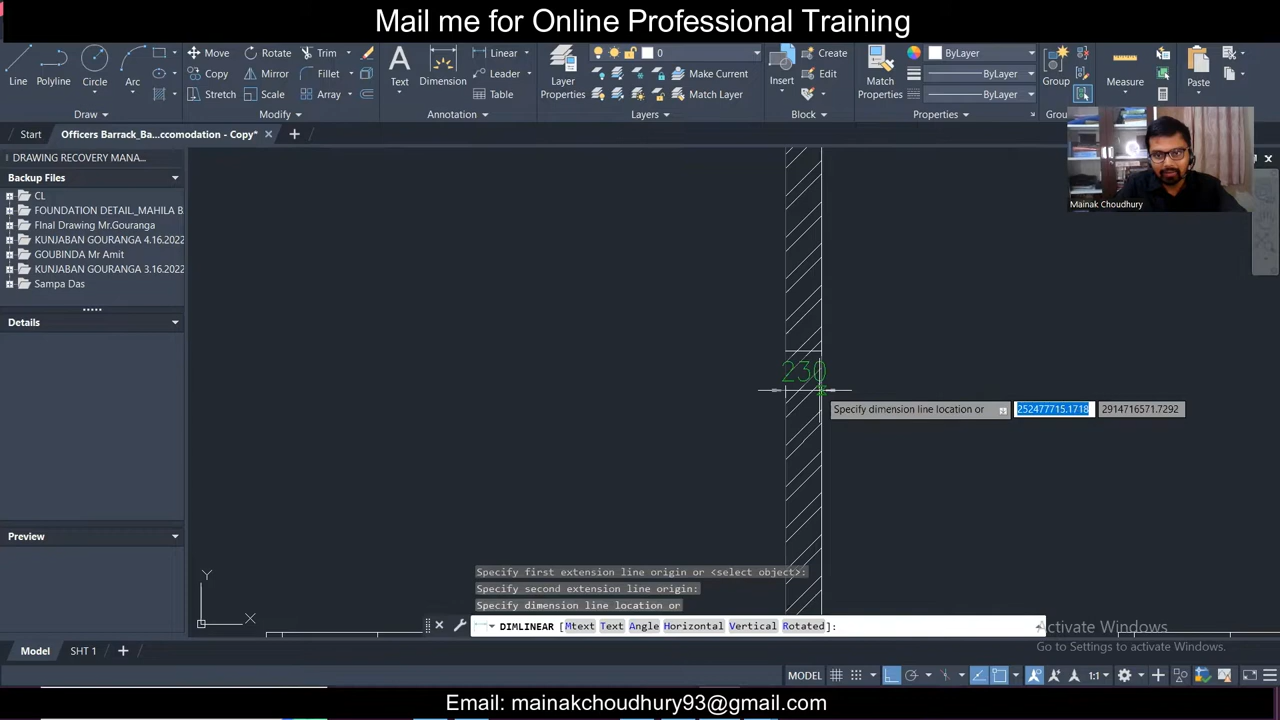 Mail me for Online Professional Training
Line
Polyline
Circle
Arc
Move
Rotate
Trim
Copy
Mirror
Fillet
Stretch
Scale
Array
Draw
Modify
Text
Dimension
Linear
Leader
Table
Annotation
Layer
Properties
0
Make Current
Match Layer
Layers
Insert
Create
Edit
Block
Match
Properties
ByLayer
ByLayer
ByLayer
Properties
Group
Measure
Paste
Start
Officers Barrack_Ba...ccomodation - Copy*
DRAWING RECOVERY MANA...
Backup Files
CL
FOUNDATION DETAIL_MAHILA B
FInal Drawing Mr.Gouranga
KUNJABAN GOURANGA 4.16.2022
GOUBINDA Mr Amit
KUNJABAN GOURANGA 3.16.2022
Sampa Das
Details
Preview
Mainak Choudhury
230
Specify dimension line location or
252477715.1718
2914716571.7292
Y
X
Specify first extension line origin or <select object>:
Specify second extension line origin:
Specify dimension line location or
DIMLINEAR [Mtext Text Angle Horizontal Vertical Rotated]:
Activate Windows
Go to Settings to activate Windows.
Model
SHT 1
MODEL
1:1
Email: mainakchoudhury93@gmail.com